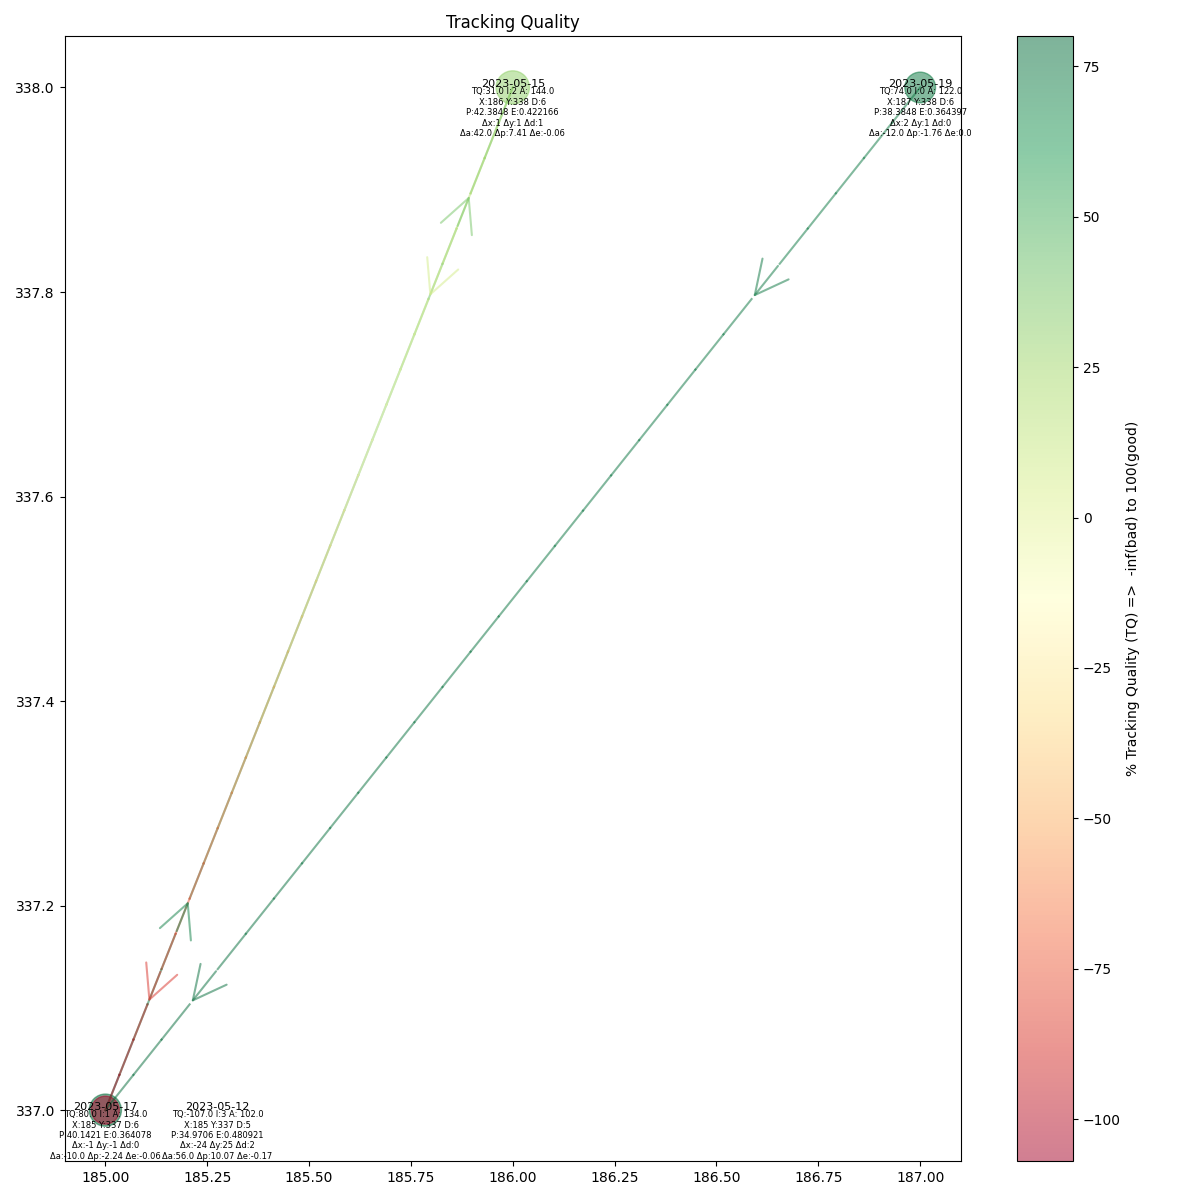 Tracking Quality
338.0
337.8
337.6
337.4
337.2
337.0
2023-05-15
TQ:31.0 I:2 A: 144.0
X:186 Y:338 D:6
P:42.3848 E:0.422166
Δx:1 Δy:1 Δd:1
Δa:42.0 Δp:7.41 Δe:-0.06
2023-05-19
TQ:74.0 I:0 A: 122.0
X:187 Y:338 D:6
P:38.3848 E:0.364397
Δx:2 Δy:1 Δd:0
Δa:-12.0 Δp:-1.76 Δe:0.0
2023-05-17
TQ:80.0 I:1 A: 134.0
X:185 Y:337 D:6
P:40.1421 E:0.364078
Δx:-1 Δy:-1 Δd:0
Δa:-10.0 Δp:-2.24 Δe:-0.06
2023-05-12
TQ:-107.0 I:3 A: 102.0
X:185 Y:337 D:5
P:34.9706 E:0.480921
Δx:-24 Δy:25 Δd:2
Δa:56.0 Δp:10.07 Δe:-0.17
185.00 185.25 185.50 185.75 186.00 186.25 186.50 186.75 187.00
75
50
25
0
−25
−50
−75
−100
% Tracking Quality (TQ) => -inf(bad) to 100(good)